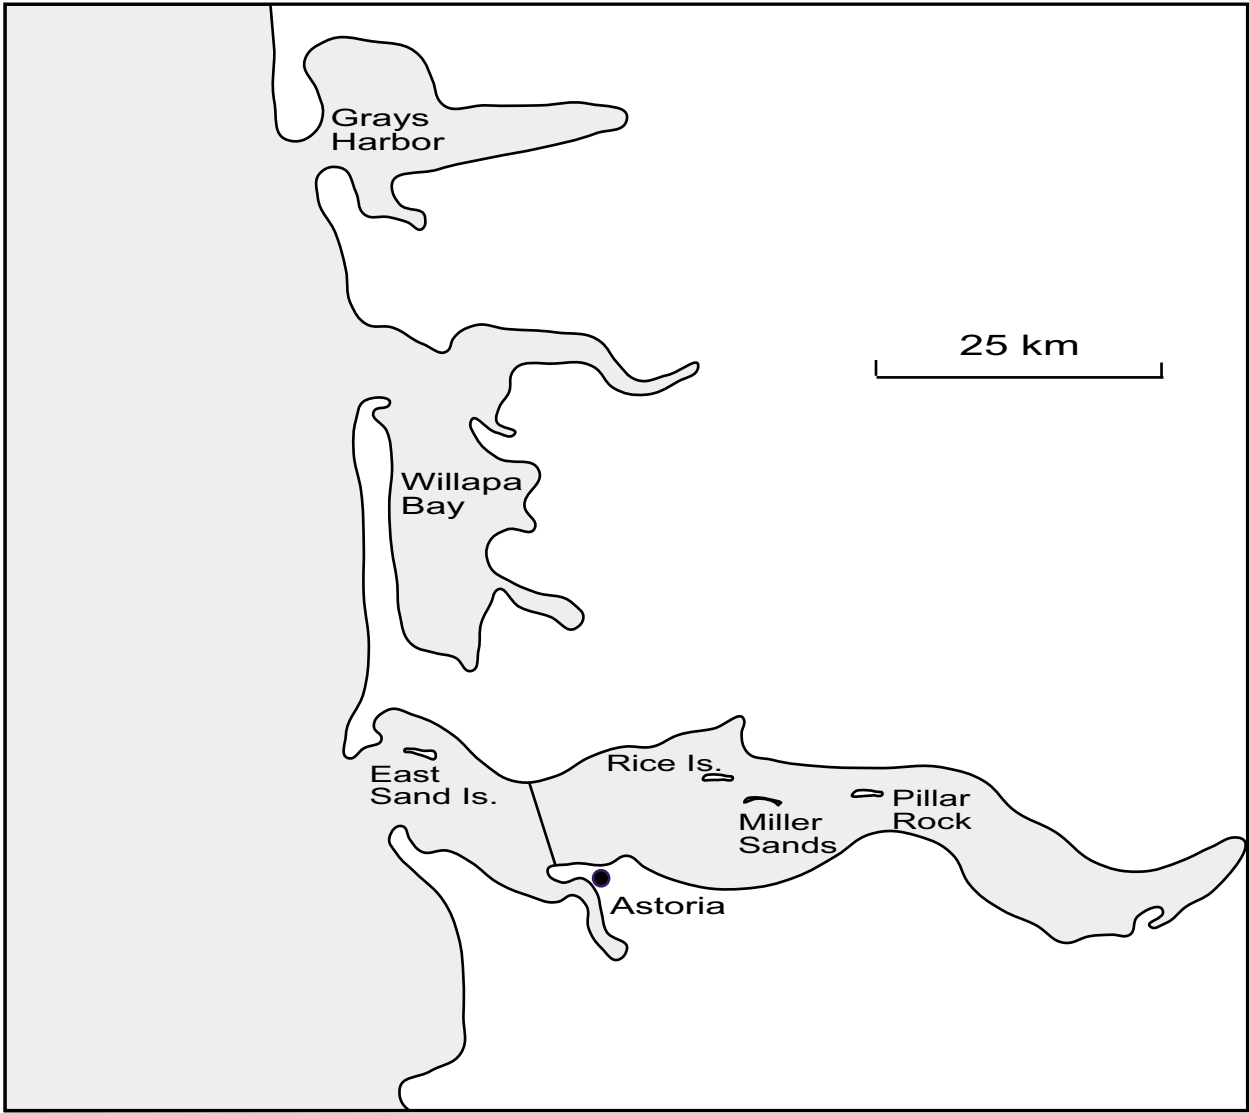 Grays
Harbor
25 km
Willapa
Bay
Rice Is.
East
Sand Is.
Pillar
Rock
Miller
Sands
Astoria